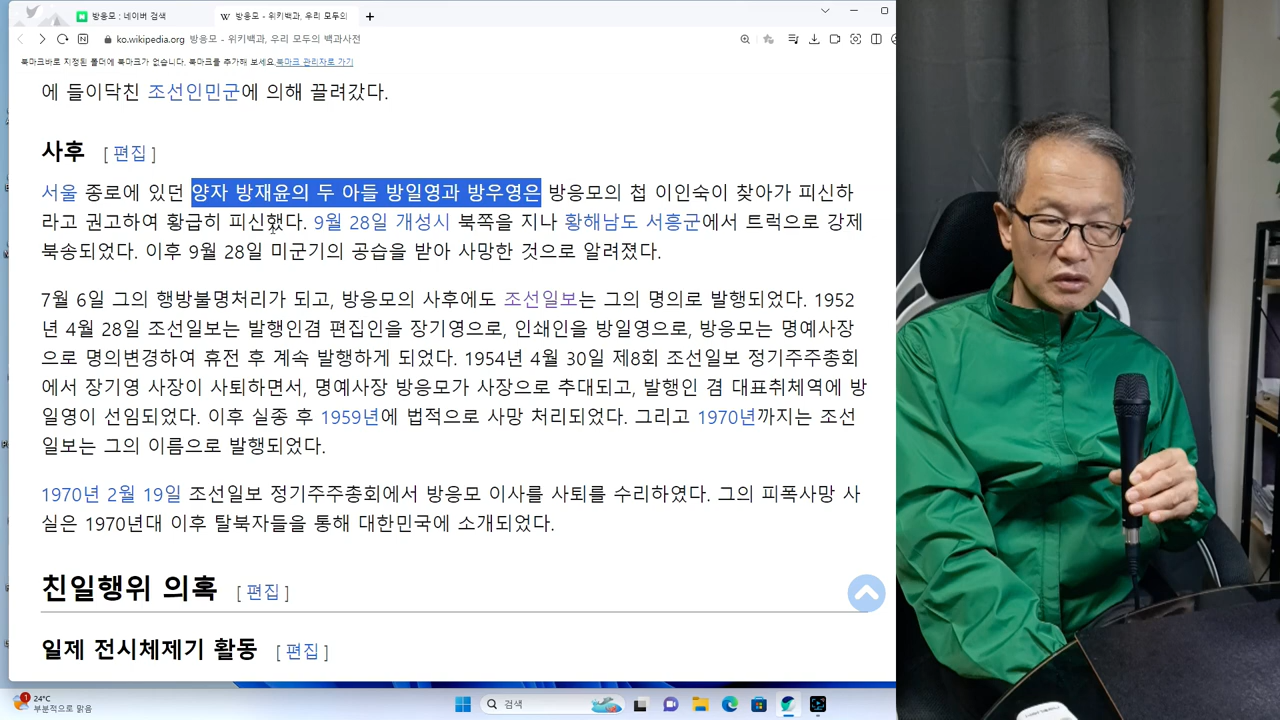 방응모 : 네이버 검색
W 방응모 - 위키백과, 우리 모두의
ko.wikipedia.org 방응모 - 위키백과, 우리 모두의 백과사전
북마크바로 지정된 폴더에 북마크가 없습니다. 북마크를 추가해 보세요. 북마크 관리자로 가기
에 들이닥친 조선인민군에 의해 끌려갔다.
사후 [ 편집 ]
서울 종로에 있던 양자 방재윤의 두 아들 방일영과 방우영은 방응모의 첩 이인숙이 찾아가 피신하
라고 권고하여 황급히 피신했다. 9월 28일 개성시 북쪽을 지나 황해남도 서흥군에서 트럭으로 강제
북송되었다. 이후 9월 28일 미군기의 공습을 받아 사망한 것으로 알려졌다.
7월 6일 그의 행방불명처리가 되고, 방응모의 사후에도 조선일보는 그의 명의로 발행되었다. 1952
년 4월 28일 조선일보는 발행인겸 편집인을 장기영으로, 인쇄인을 방일영으로, 방응모는 명예사장
으로 명의변경하여 휴전 후 계속 발행하게 되었다. 1954년 4월 30일 제8회 조선일보 정기주주총회
에서 장기영 사장이 사퇴하면서, 명예사장 방응모가 사장으로 추대되고, 발행인 겸 대표취체역에 방
일영이 선임되었다. 이후 실종 후 1959년에 법적으로 사망 처리되었다. 그리고 1970년까지는 조선
일보는 그의 이름으로 발행되었다.
1970년 2월 19일 조선일보 정기주주총회에서 방응모 이사를 사퇴를 수리하였다. 그의 피폭사망 사
실은 1970년대 이후 탈북자들을 통해 대한민국에 소개되었다.
친일행위 의혹 [ 편집 ]
일제 전시체제기 활동 [ 편집 ]
1
24°C
부분적으로 맑음
검색